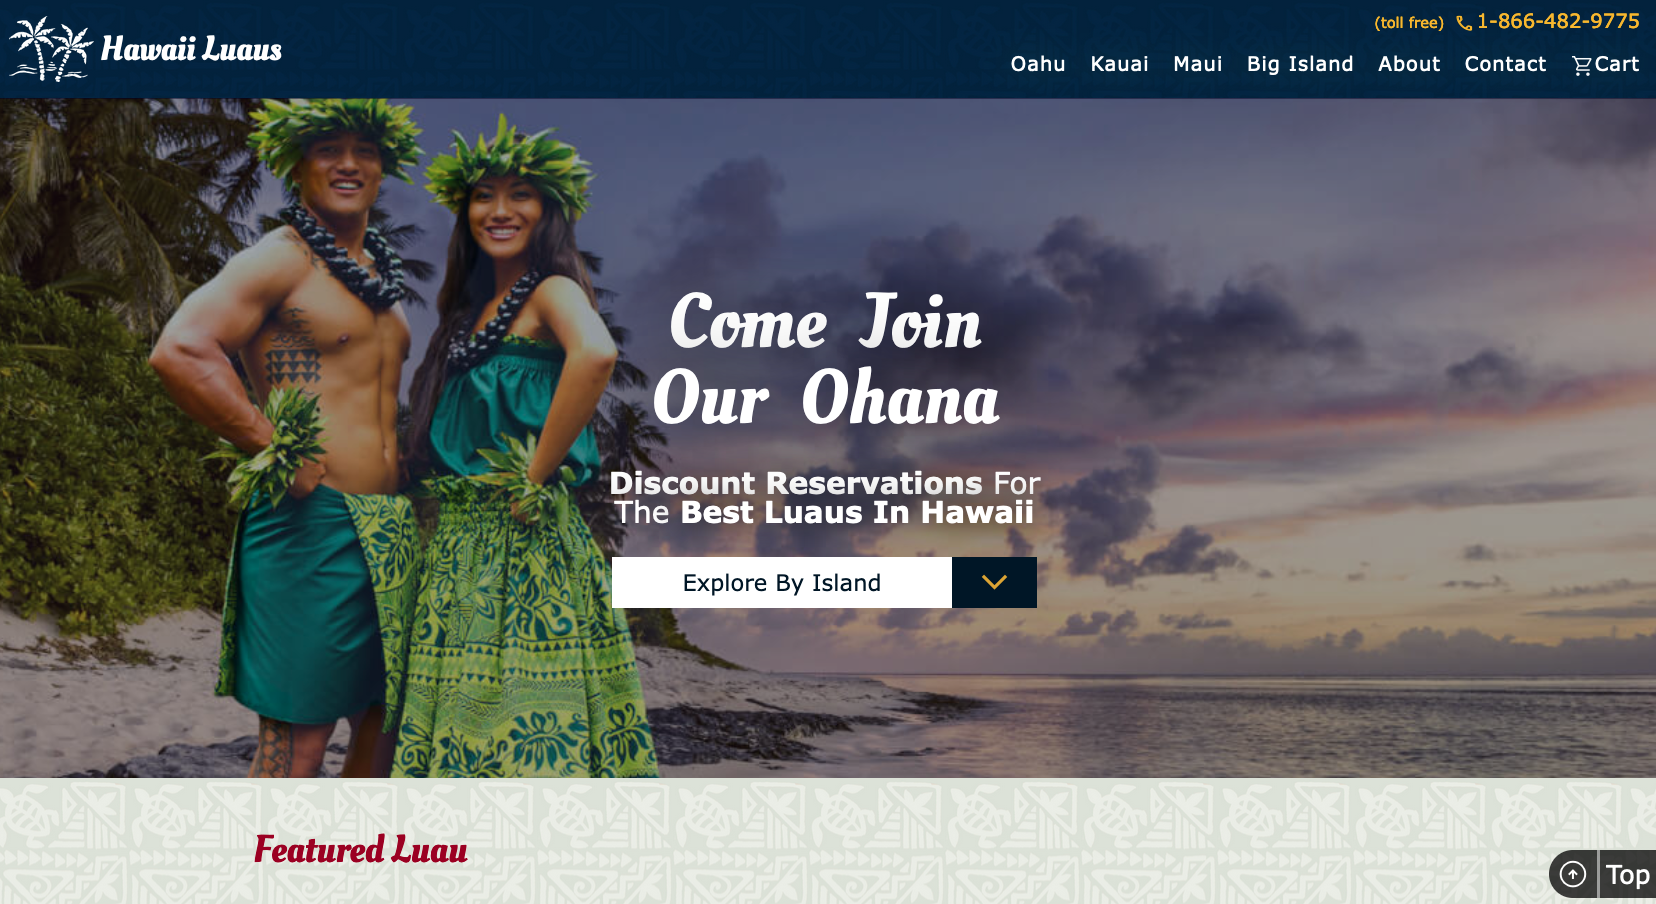 Hawaii Luaus
(toll free) 1-866-482-9775
Oahu Kauai Maui Big Island About Contact Cart
Come Join
Our Ohana
Discount Reservations For
The Best Luaus In Hawaii
Explore By Island
Featured Luau
Top